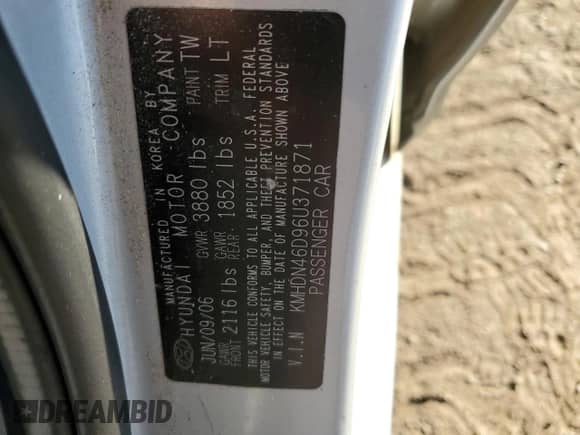 MANUFACTURED IN KOREA BY
HYUNDAI MOTOR COMPANY
JUN/09/06 GVWR 3880 lbs PAINT TW
GAWR FRONT 2116 lbs GAWR REAR: 1852 lbs TRIM LT
THIS VEHICLE CONFORMS TO ALL APPLICABLE U.S.A. FEDERAL
MOTOR VEHICLE SAFETY, BUMPER, AND THEFT PREVENTION STANDARDS
IN EFFECT ON THE DATE OF MANUFACTURE SHOWN ABOVE
V.I.N KMHDN46D96U371871
PASSENGER CAR
DREAMBID